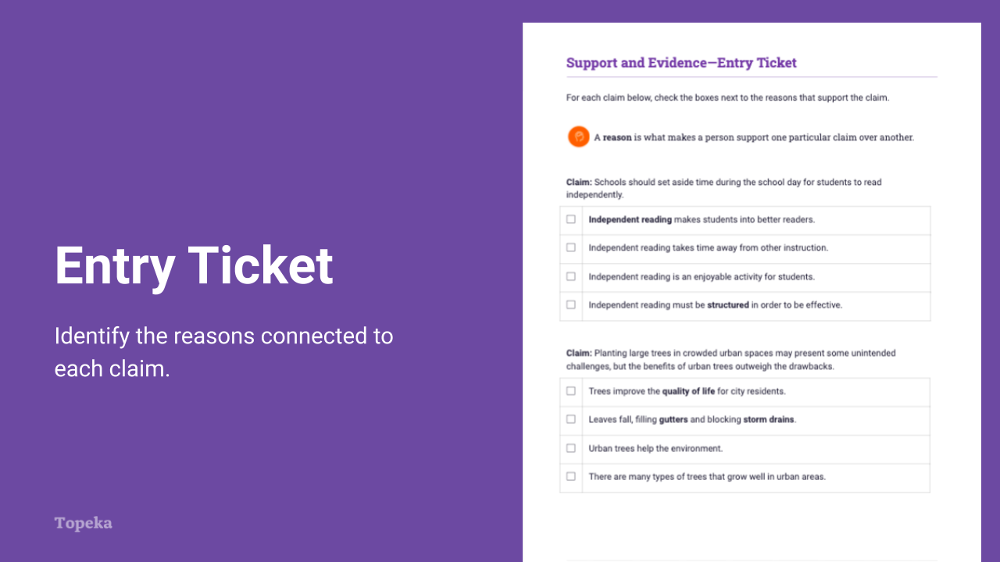 Entry Ticket
Identify the reasons connected to
each claim.
Topeka
Support and Evidence—Entry Ticket
For each claim below, check the boxes next to the reasons that support the claim.
A reason is what makes a person support one particular claim over another.
Claim: Schools should set aside time during the school day for students to read
independently.
Independent reading makes students into better readers.
Independent reading takes time away from other instruction.
Independent reading is an enjoyable activity for students.
Independent reading must be structured in order to be effective.
Claim: Planting large trees in crowded urban spaces may present some unintended
challenges, but the benefits of urban trees outweigh the drawbacks.
Trees improve the quality of life for city residents.
Leaves fall, filling gutters and blocking storm drains.
Urban trees help the environment.
There are many types of trees that grow well in urban areas.